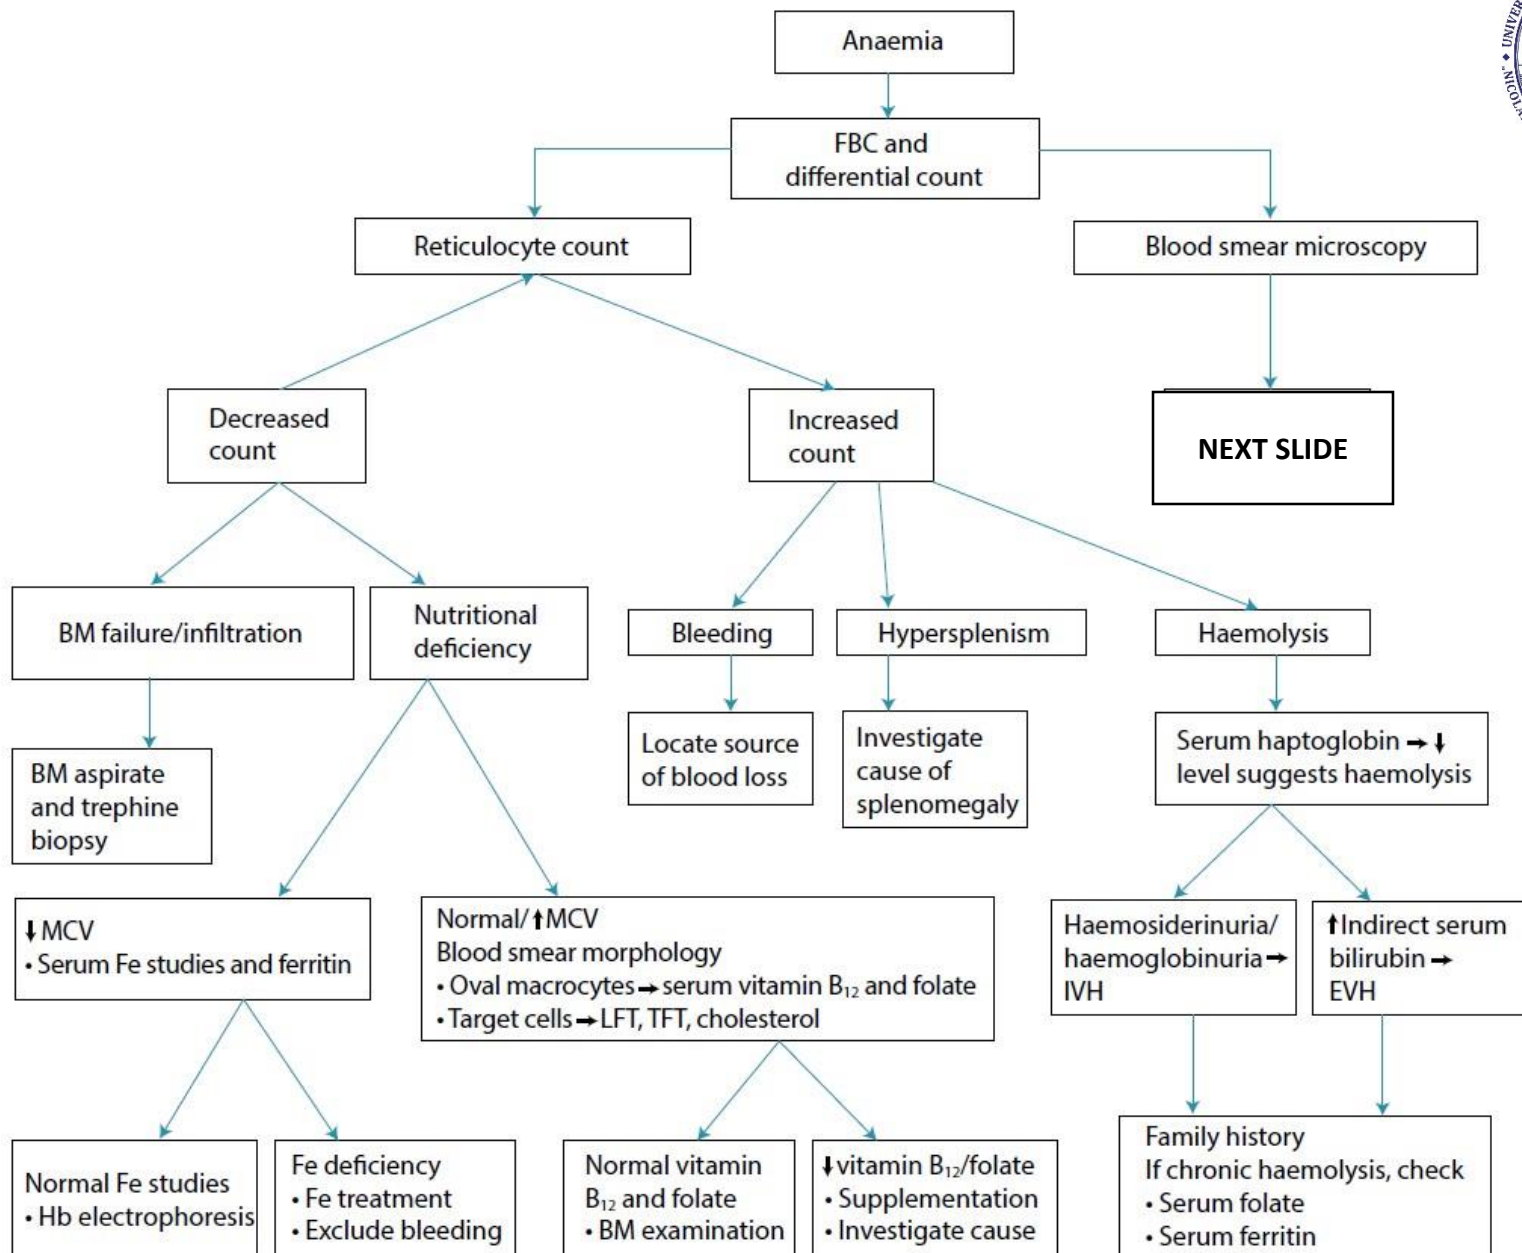 Anaemia
FBC and
differential count
Reticulocyte count
Blood smear microscopy
Decreased
count
Increased
count
NEXT SLIDE
BM failure/infiltration
Nutritional
deficiency
Bleeding
Hypersplenism
Haemolysis
BM aspirate
and trephine
biopsy
Locate source
of blood loss
Investigate
cause of
splenomegaly
Serum haptoglobin → ↓
level suggests haemolysis
↓ MCV
• Serum Fe studies and ferritin
Normal/ ↑ MCV
Blood smear morphology
• Oval macrocytes → serum vitamin B₁₂ and folate
• Target cells → LFT, TFT, cholesterol
Haemosiderinuria/
haemoglobinuria →
IVH
↑ Indirect serum
bilirubin →
EVH
Normal Fe studies
• Hb electrophoresis
Fe deficiency
• Fe treatment
• Exclude bleeding
Normal vitamin
B₁₂ and folate
• BM examination
↓ vitamin B₁₂/folate
• Supplementation
• Investigate cause
Family history
If chronic haemolysis, check
• Serum folate
• Serum ferritin